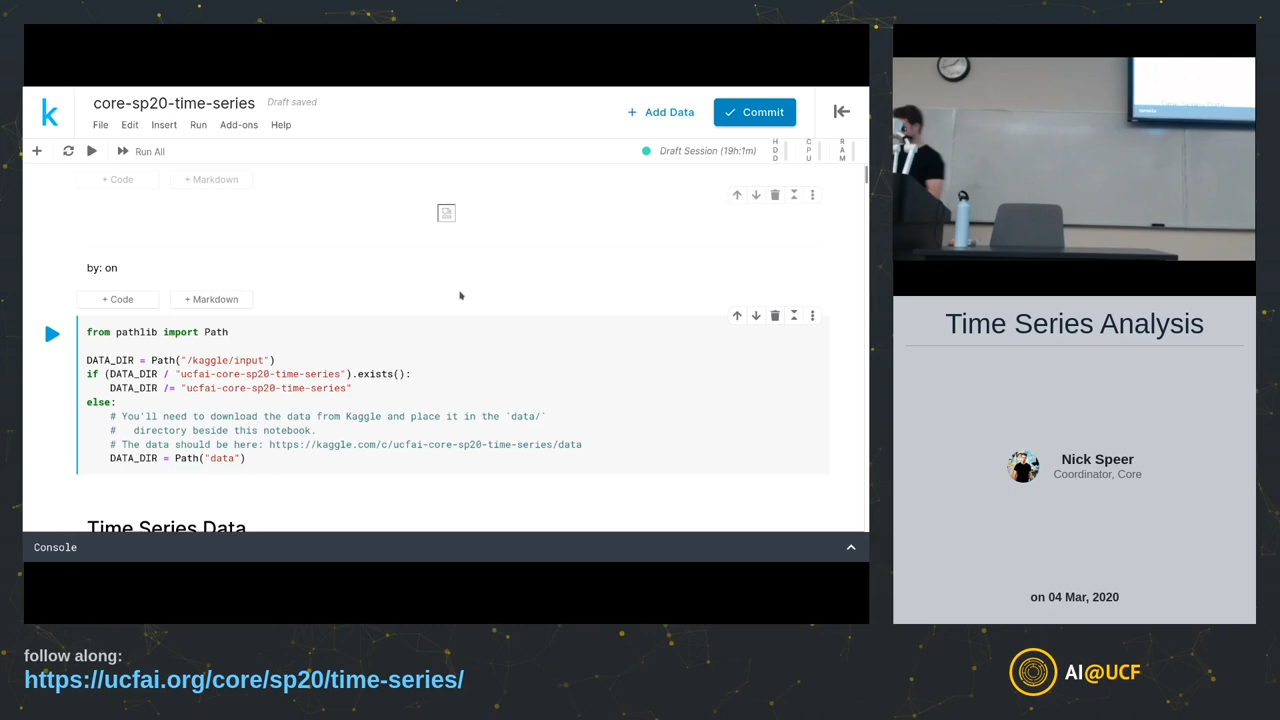 core-sp20-time-series
Draft saved
File Edit Insert Run Add-ons Help
+ Add Data
Commit
Run All
Draft Session (19h:1m)
HDD
CPU
RAM
+ Code
+ Markdown
by: on
+ Code
+ Markdown
from pathlib import Path
DATA_DIR = Path("/kaggle/input")
if (DATA_DIR / "ucfai-core-sp20-time-series").exists():
    DATA_DIR /= "ucfai-core-sp20-time-series"
else:
    # You'll need to download the data from Kaggle and place it in the `data/`
    #   directory beside this notebook.
    # The data should be here: https://kaggle.com/c/ucfai-core-sp20-time-series/data
    DATA_DIR = Path("data")
Time Series Data
Console
Time Series Analysis
Nick Speer
Coordinator, Core
on 04 Mar, 2020
follow along:
https://ucfai.org/core/sp20/time-series/
AI@UCF